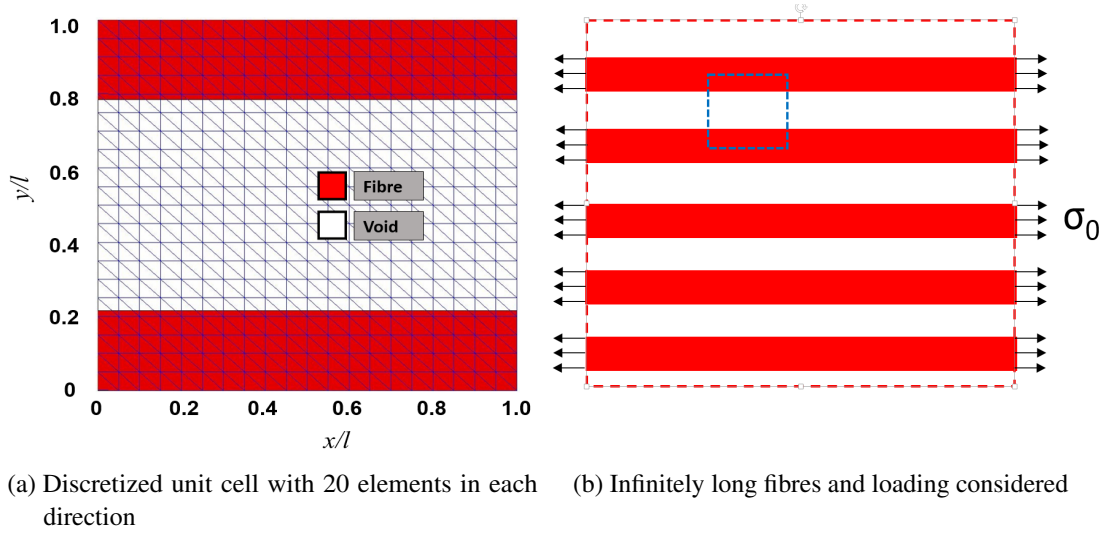 1.0
0.8
0.6
0.4
0.2
0
y/l
Fibre
Void
0 0.2 0.4 0.6 0.8 1.0
x/l
σ0
(a) Discretized unit cell with 20 elements in each
direction
(b) Infinitely long fibres and loading considered